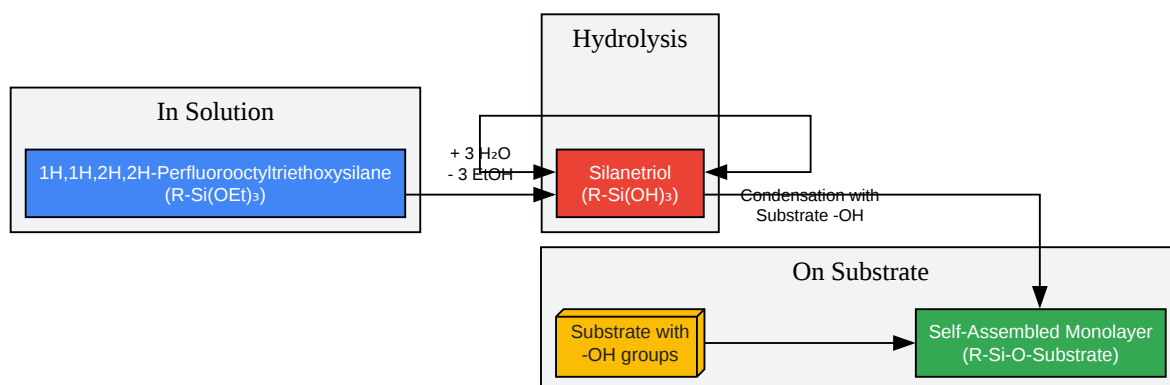 Hydrolysis
In Solution
1H,1H,2H,2H-Perfluorooctyltriethoxysilane
(R-Si(OEt)₃)
+ 3 H₂O
- 3 EtOH
Silanetriol
(R-Si(OH)₃)
Condensation with
Substrate -OH
On Substrate
Substrate with
-OH groups
Self-Assembled Monolayer
(R-Si-O-Substrate)